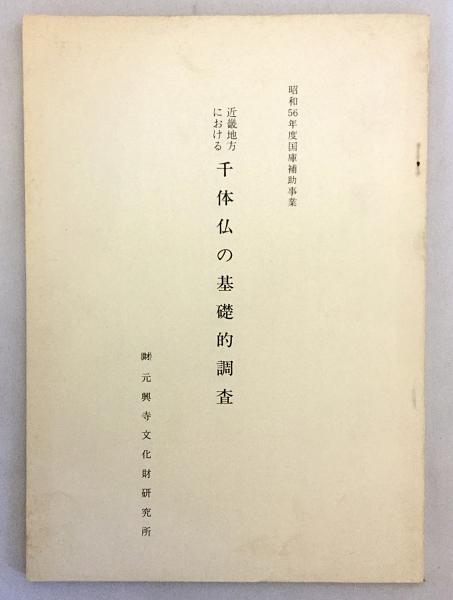 昭和56年度国庫補助事業
近畿地方
における
千体仏の基礎的調査
㈶元興寺文化財研究所